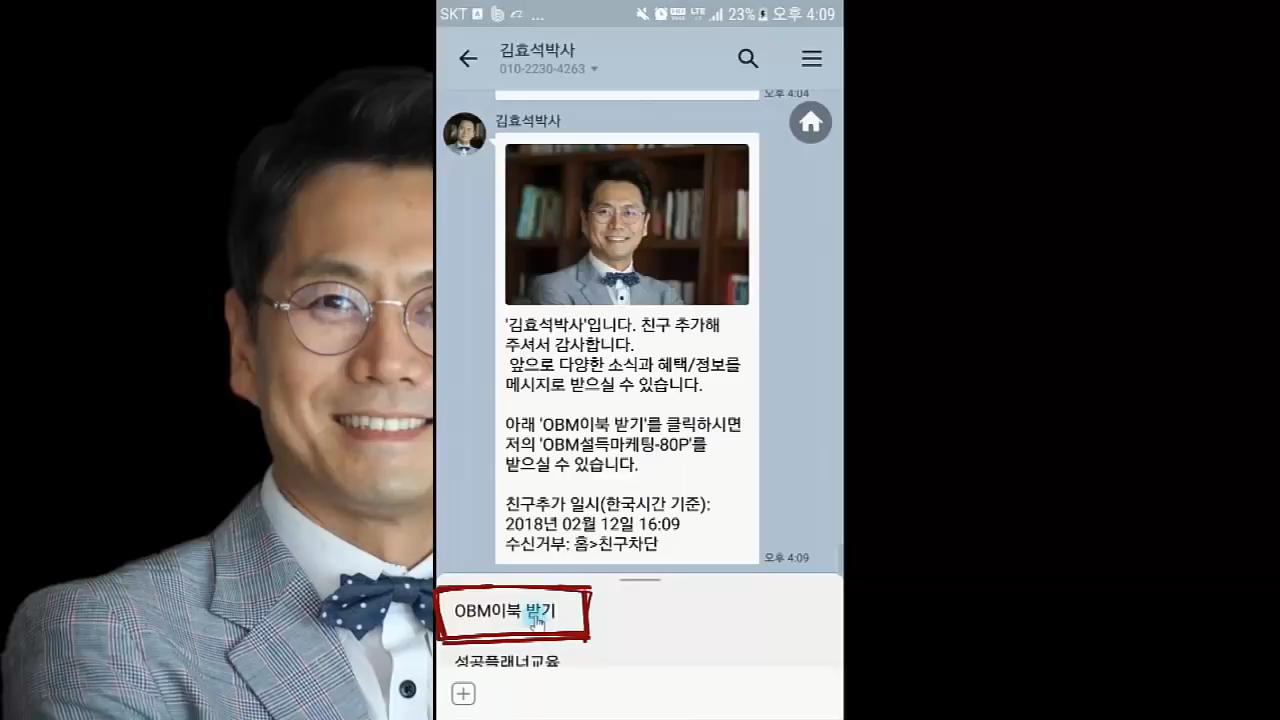 SKT
...
LTE
23%
오후 4:09
김효석박사
010-2230-4263
오후 4:04
김효석박사
'김효석박사'입니다. 친구 추가해
주셔서 감사합니다.
앞으로 다양한 소식과 혜택/정보를
메시지로 받으실 수 있습니다.
아래 'OBM이북 받기'를 클릭하시면
저의 'OBM설득마케팅-80P'를
받으실 수 있습니다.
친구추가 일시(한국시간 기준):
2018년 02월 12일 16:09
수신거부: 홈>친구차단
오후 4:09
OBM이북 받기
성공플래너교육